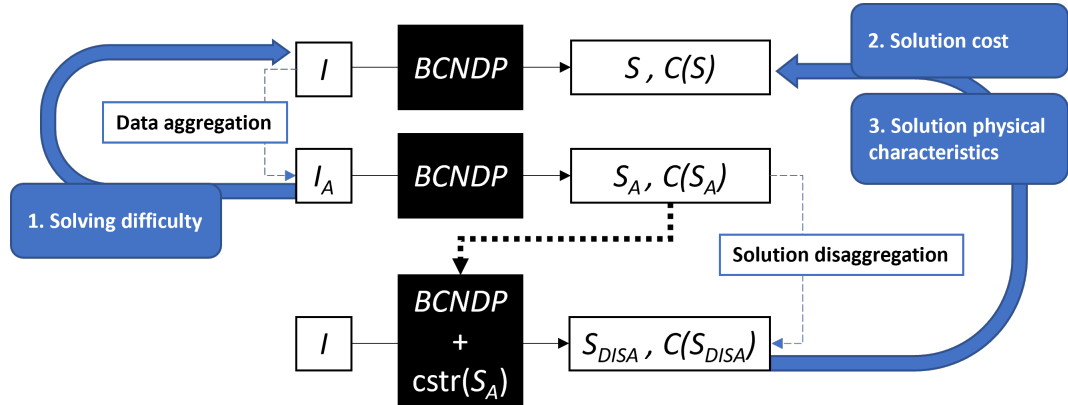 2. Solution cost
I
BCNDP
S , C(S)
Data aggregation
3. Solution physical
characteristics
I_A
BCNDP
S_A , C(S_A)
1. Solving difficulty
Solution disaggregation
I
BCNDP
+
cstr(S_A)
S_DISA , C(S_DISA)